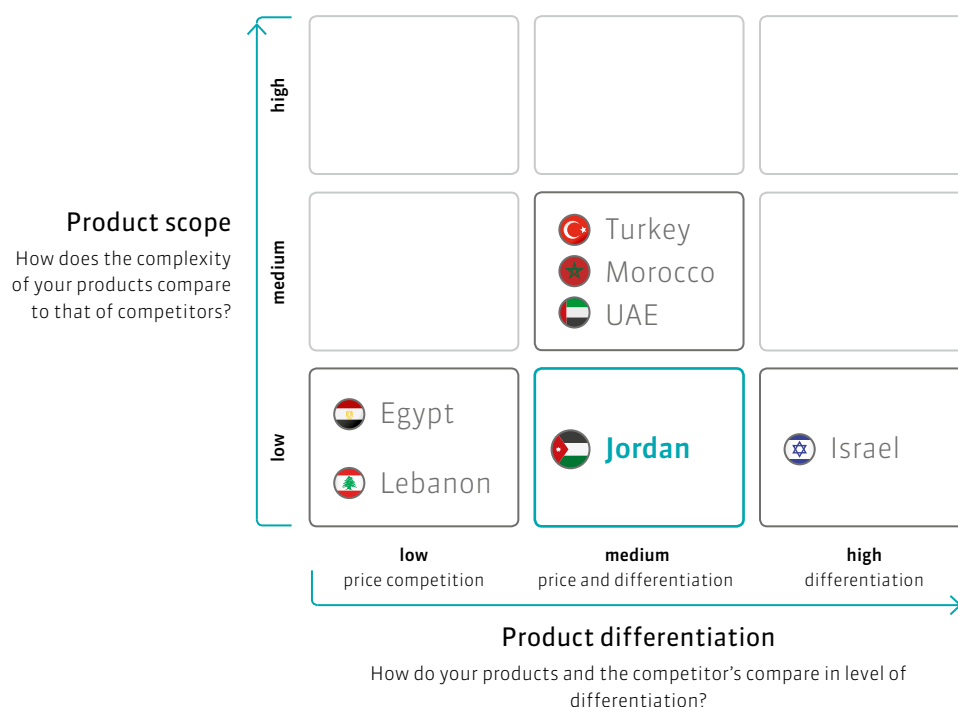 high
Product scope
How does the complexity
of your products compare
to that of competitors?
medium
Turkey
Morocco
UAE
low
Egypt
Lebanon
Jordan
Israel
low
price competition
medium
price and differentiation
high
differentiation
Product differentiation
How do your products and the competitor’s compare in level of
differentiation?